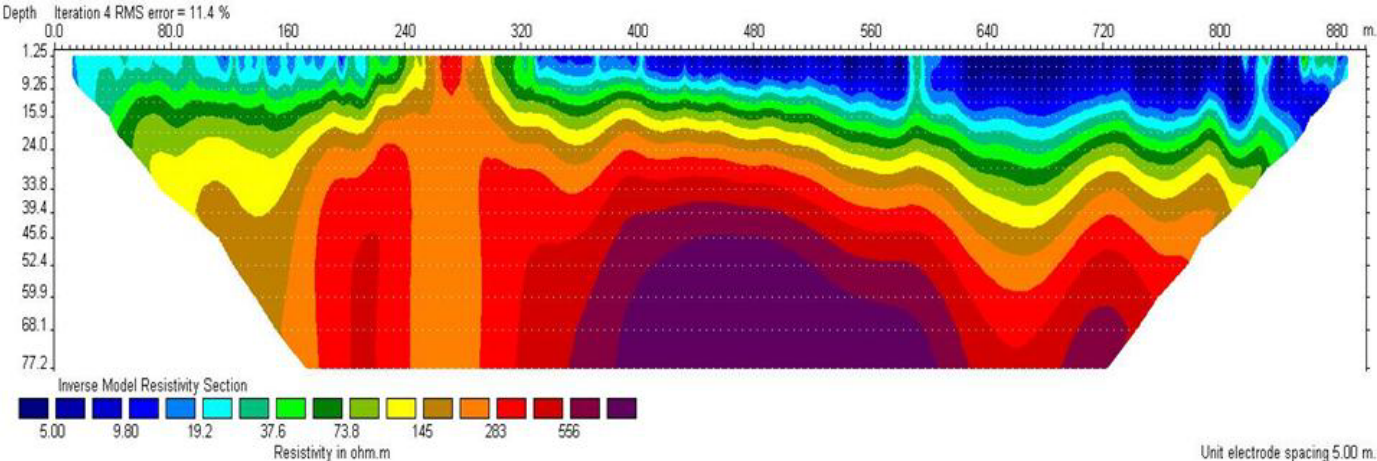 Depth Iteration 4 RMS error = 11.4 %
0.0 80.0 160 240 320 400 480 560 640 720 800 880 m.
1.25
9.26
15.9
24.0
33.8
39.4
45.6
52.4
59.9
68.1
77.2
Inverse Model Resistivity Section
5.00 9.80 19.2 37.6 73.8 145 283 556
Resistivity in ohm.m
Unit electrode spacing 5.00 m.